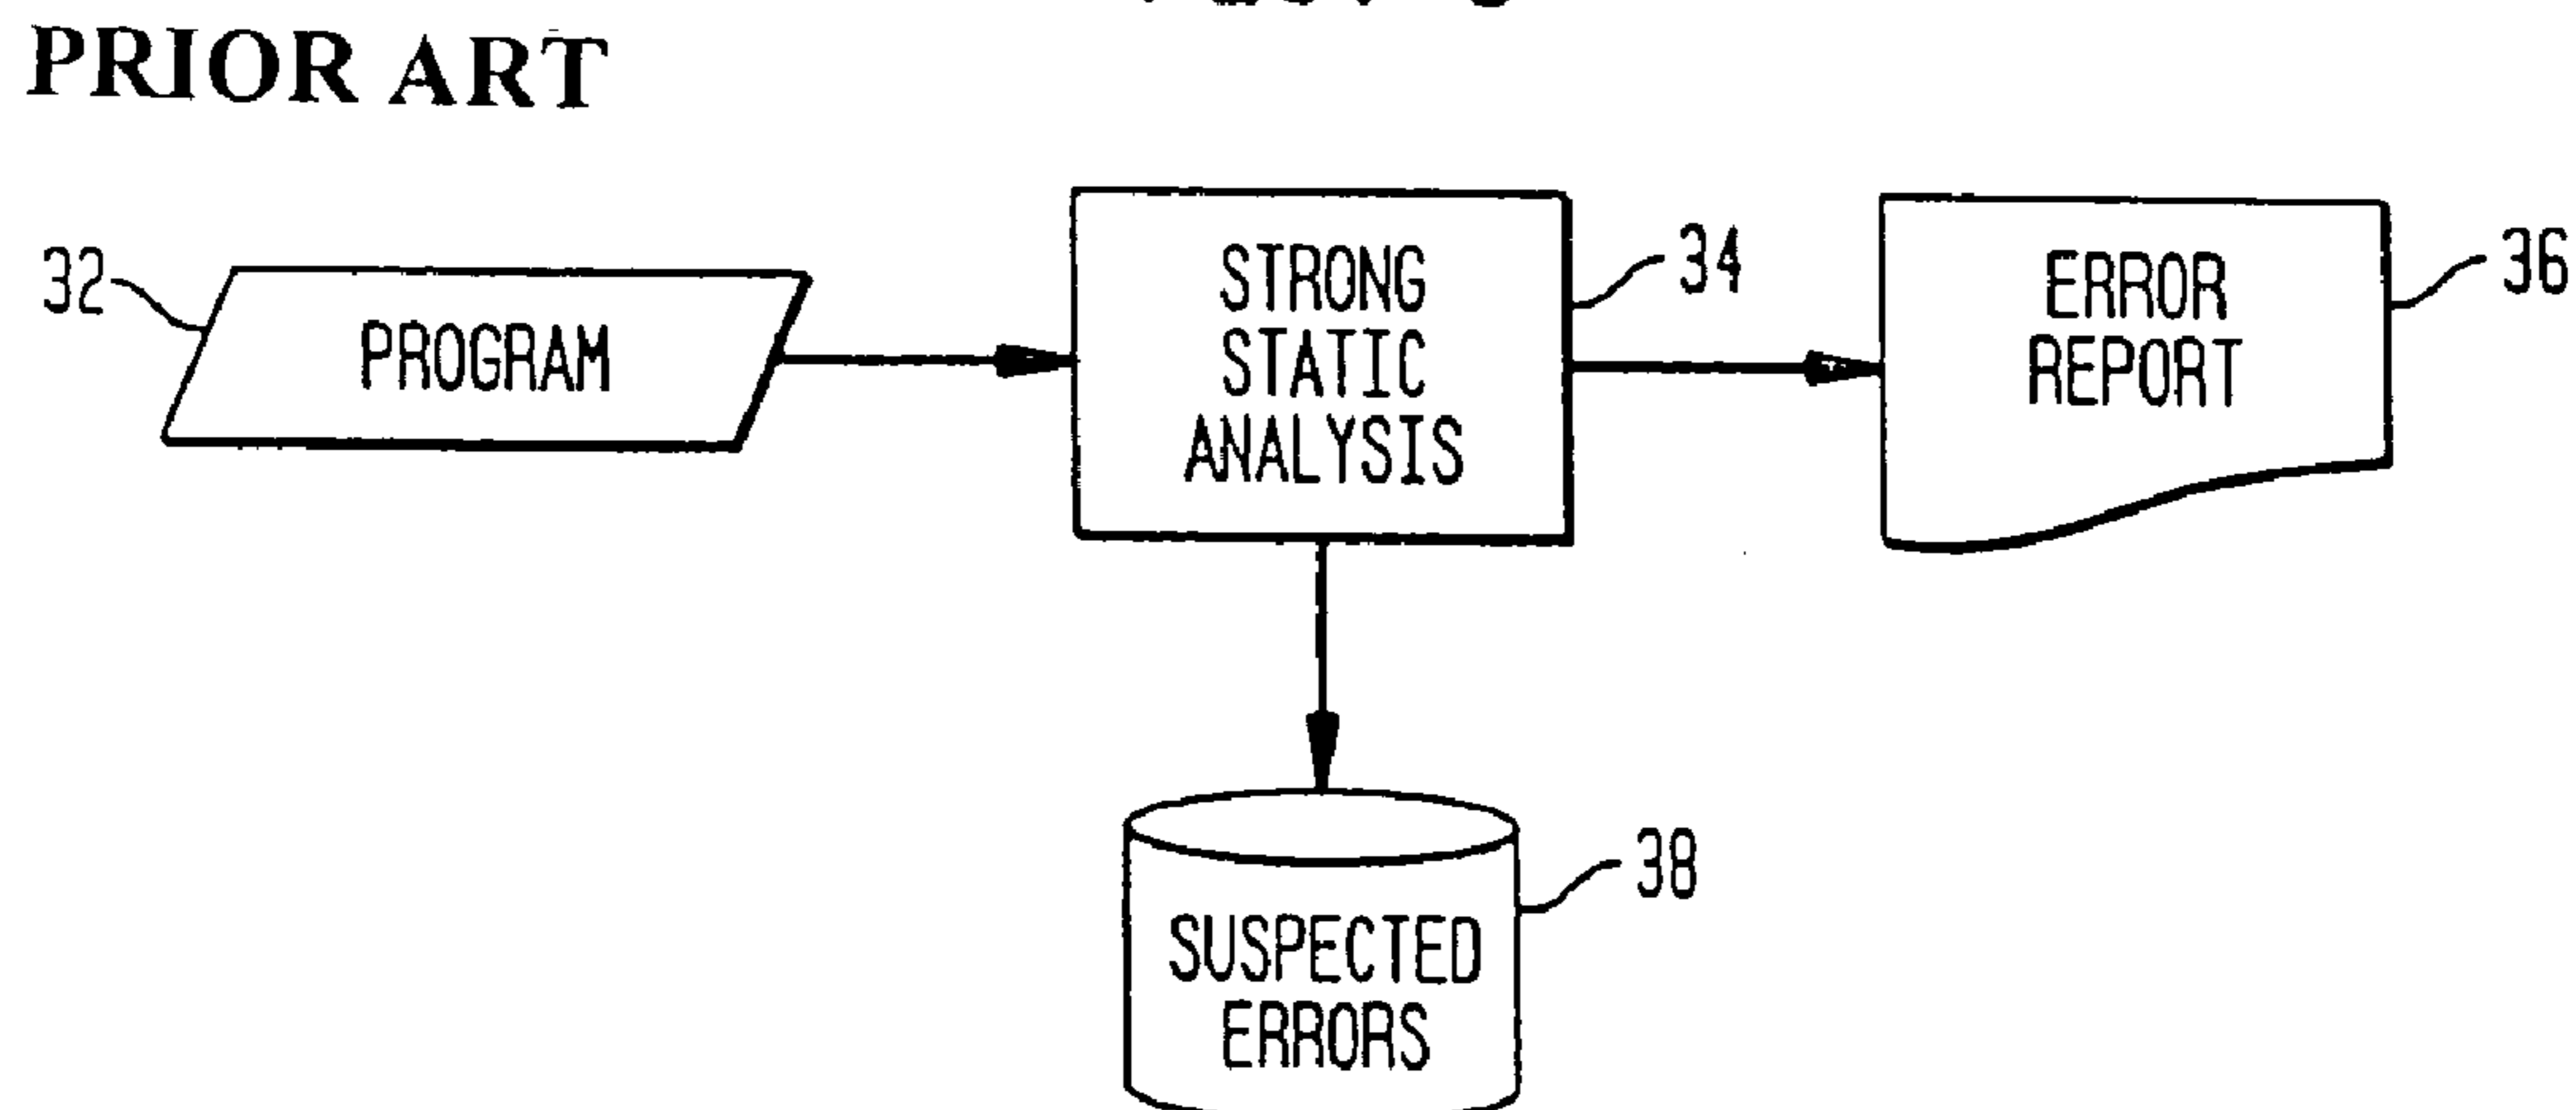 PRIOR ART
32
PROGRAM
STRONG
STATIC
ANALYSIS
34
ERROR
REPORT
36
SUSPECTED
ERRORS
38